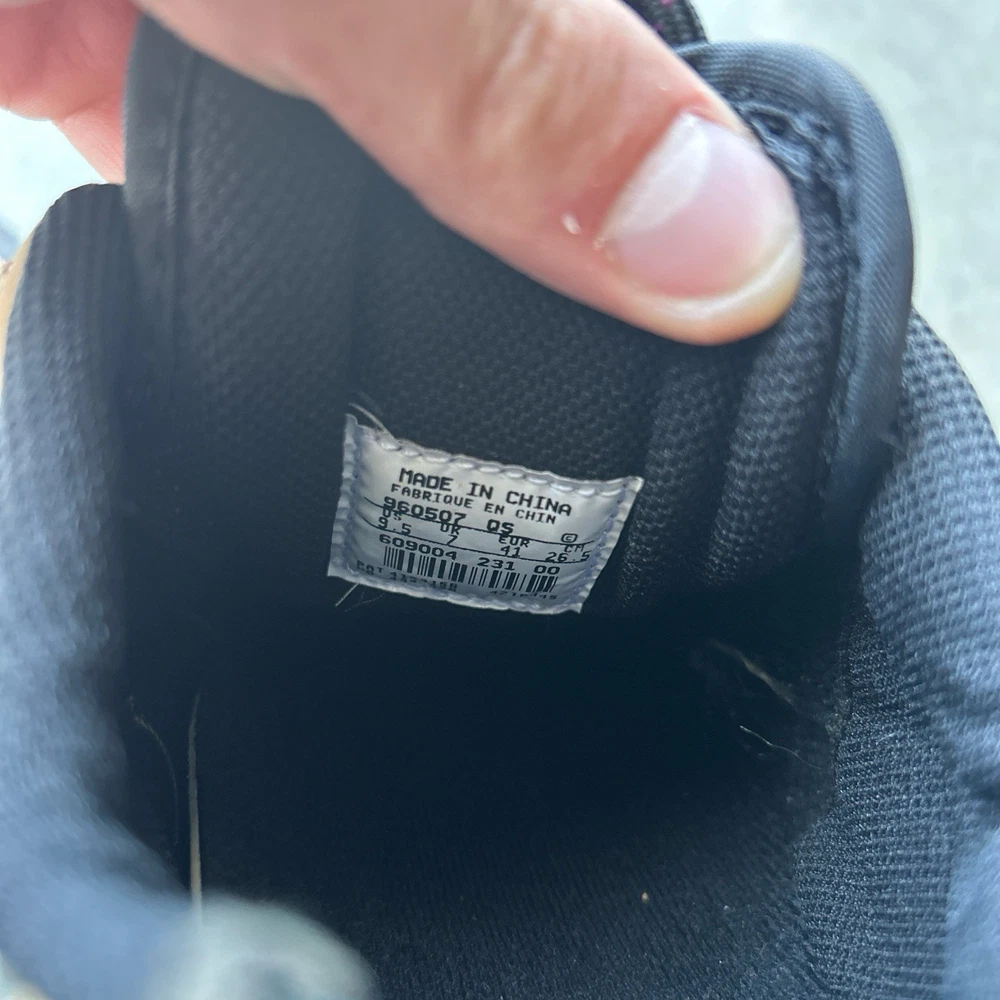 MADE IN CHINA
FABRIQUE EN CHIN
960507 QS ©
US UK EUR CM
9.5 7 41 26.5
609004 231 00